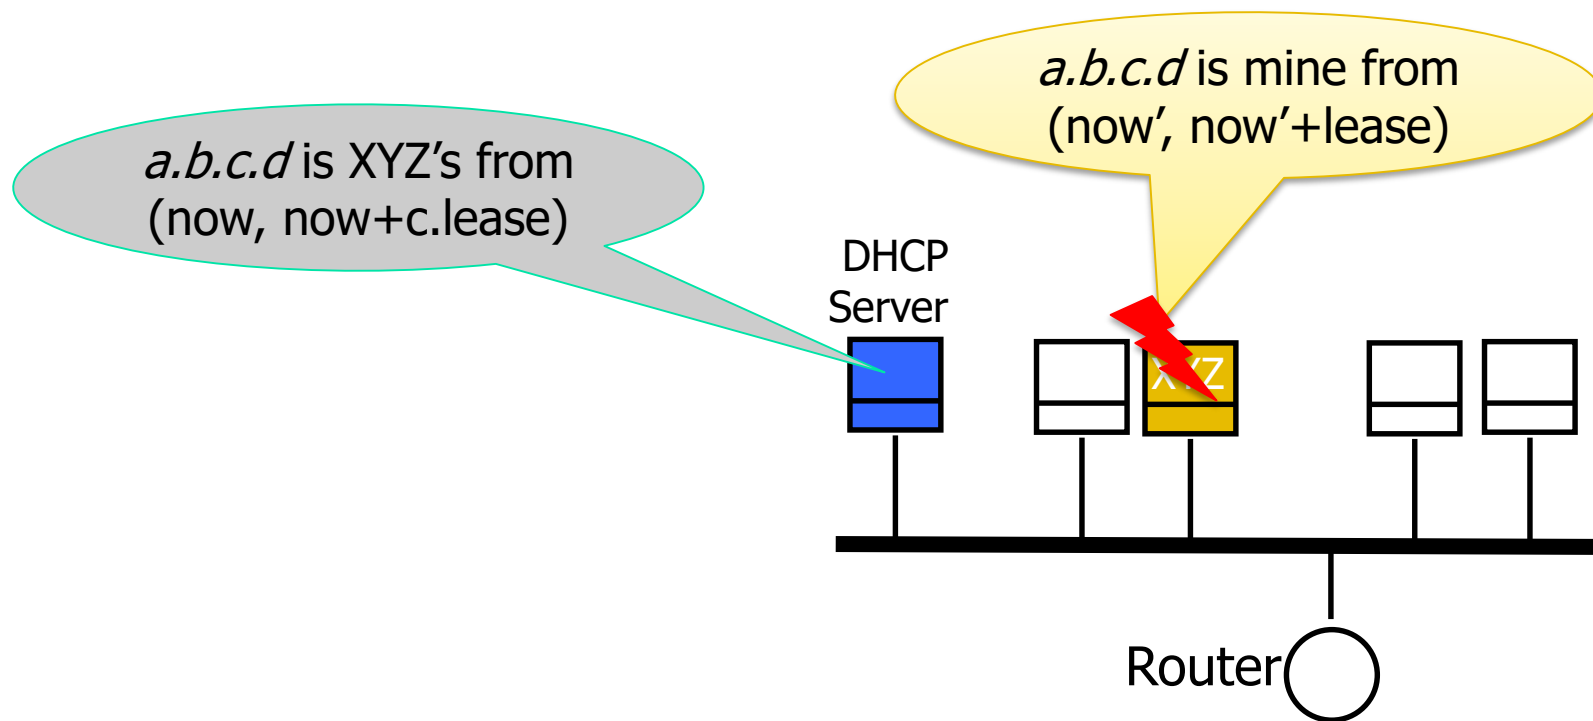 a.b.c.d is mine from
(now’, now’+lease)
a.b.c.d is XYZ’s from
(now, now+c.lease)
DHCP
Server
XYZ
Router